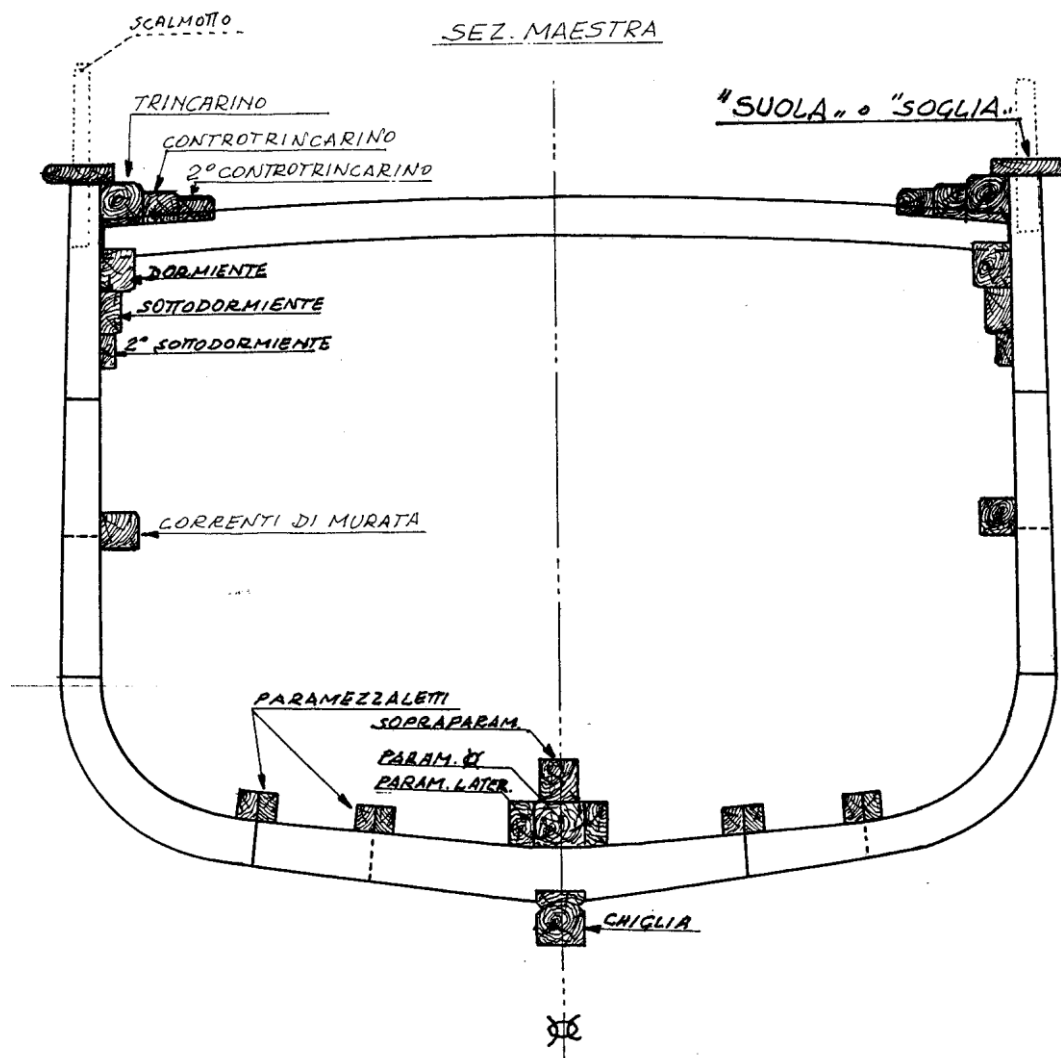 SCALMOTTO
SEZ. MAESTRA
TRINCARINO
"SUOLA" o "SOGLIA"
CONTROTRINCARINO
2° CONTROTRINCARINO
DORMIENTE
SOTTODORMIENTE
2° SOTTODORMIENTE
CORRENTI DI MURATA
PARAMEZZALETTI
SOPRAPARAM.
PARAM.
PARAM. LATER.
CHIGLIA